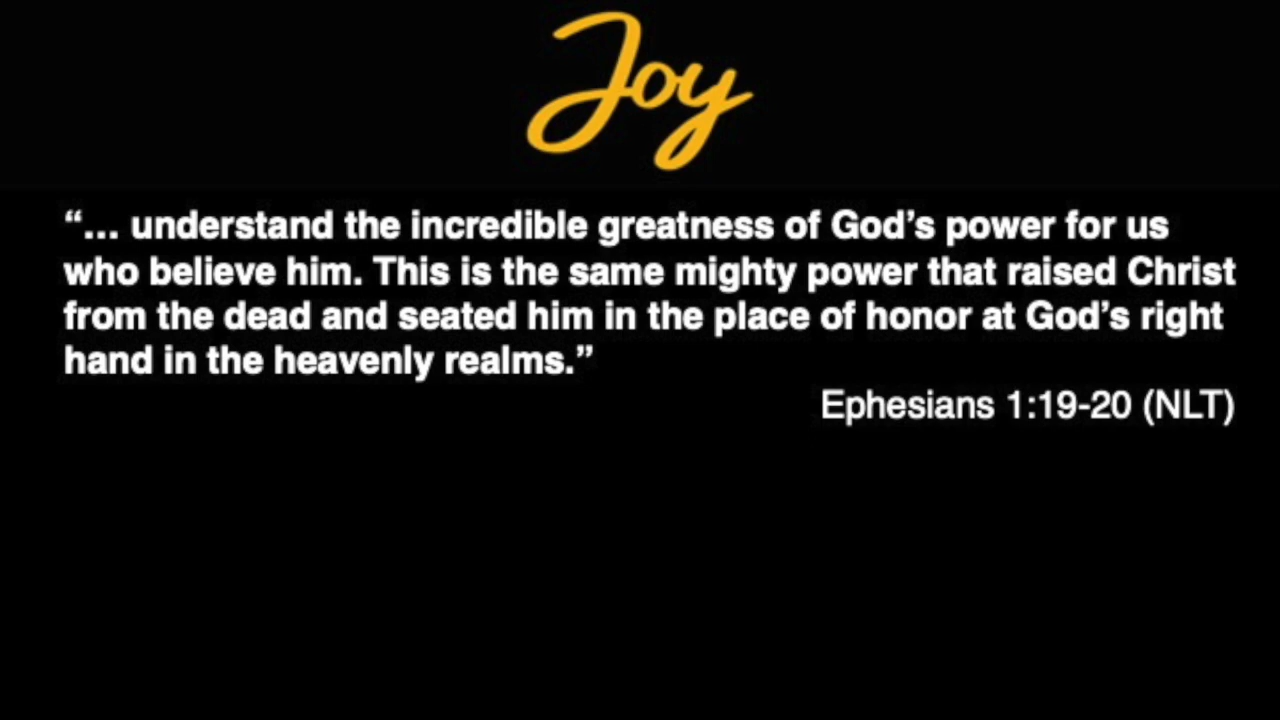 Joy
“... understand the incredible greatness of God’s power for us
who believe him. This is the same mighty power that raised Christ
from the dead and seated him in the place of honor at God’s right
hand in the heavenly realms.”
Ephesians 1:19-20 (NLT)